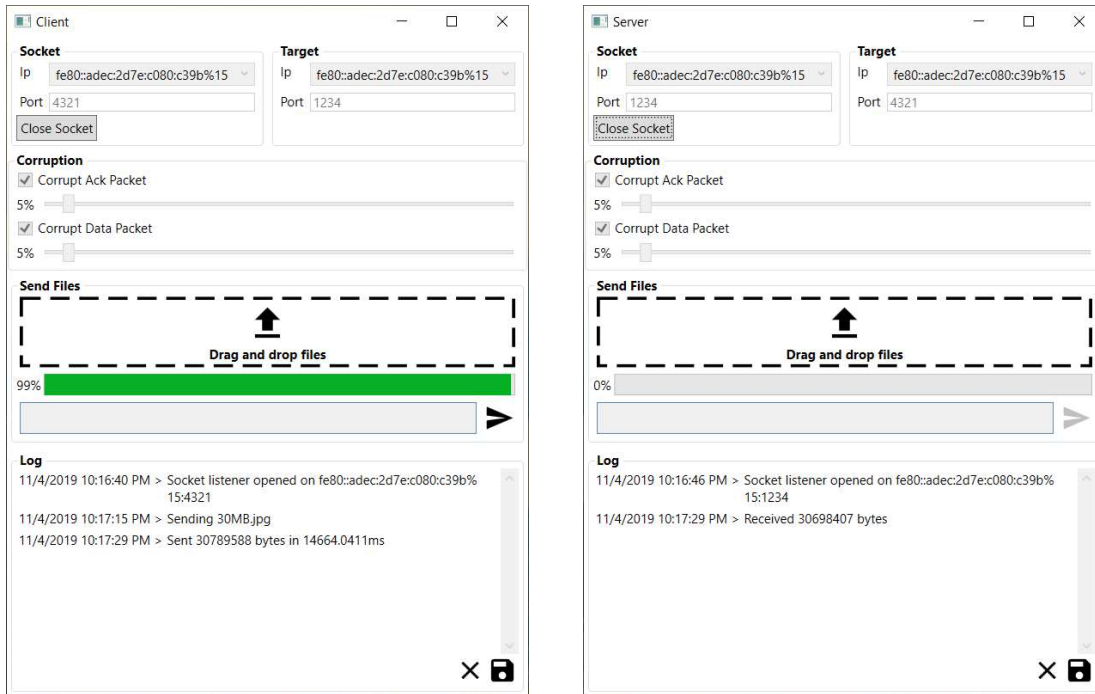 Client
Socket
Ip fe80::adec:2d7e:c080:c39b%15
Port 4321
Close Socket
Target
Ip fe80::adec:2d7e:c080:c39b%15
Port 1234
Corruption
Corrupt Ack Packet
5%
Corrupt Data Packet
5%
Send Files
Drag and drop files
99%
Log
11/4/2019 10:16:40 PM > Socket listener opened on fe80::adec:2d7e:c080:c39b%
15:4321
11/4/2019 10:17:15 PM > Sending 30MB.jpg
11/4/2019 10:17:29 PM > Sent 30789588 bytes in 14664.0411ms
Server
Socket
Ip fe80::adec:2d7e:c080:c39b%15
Port 1234
Close Socket
Target
Ip fe80::adec:2d7e:c080:c39b%15
Port 4321
Corruption
Corrupt Ack Packet
5%
Corrupt Data Packet
5%
Send Files
Drag and drop files
0%
Log
11/4/2019 10:16:46 PM > Socket listener opened on fe80::adec:2d7e:c080:c39b%
15:1234
11/4/2019 10:17:29 PM > Received 30698407 bytes